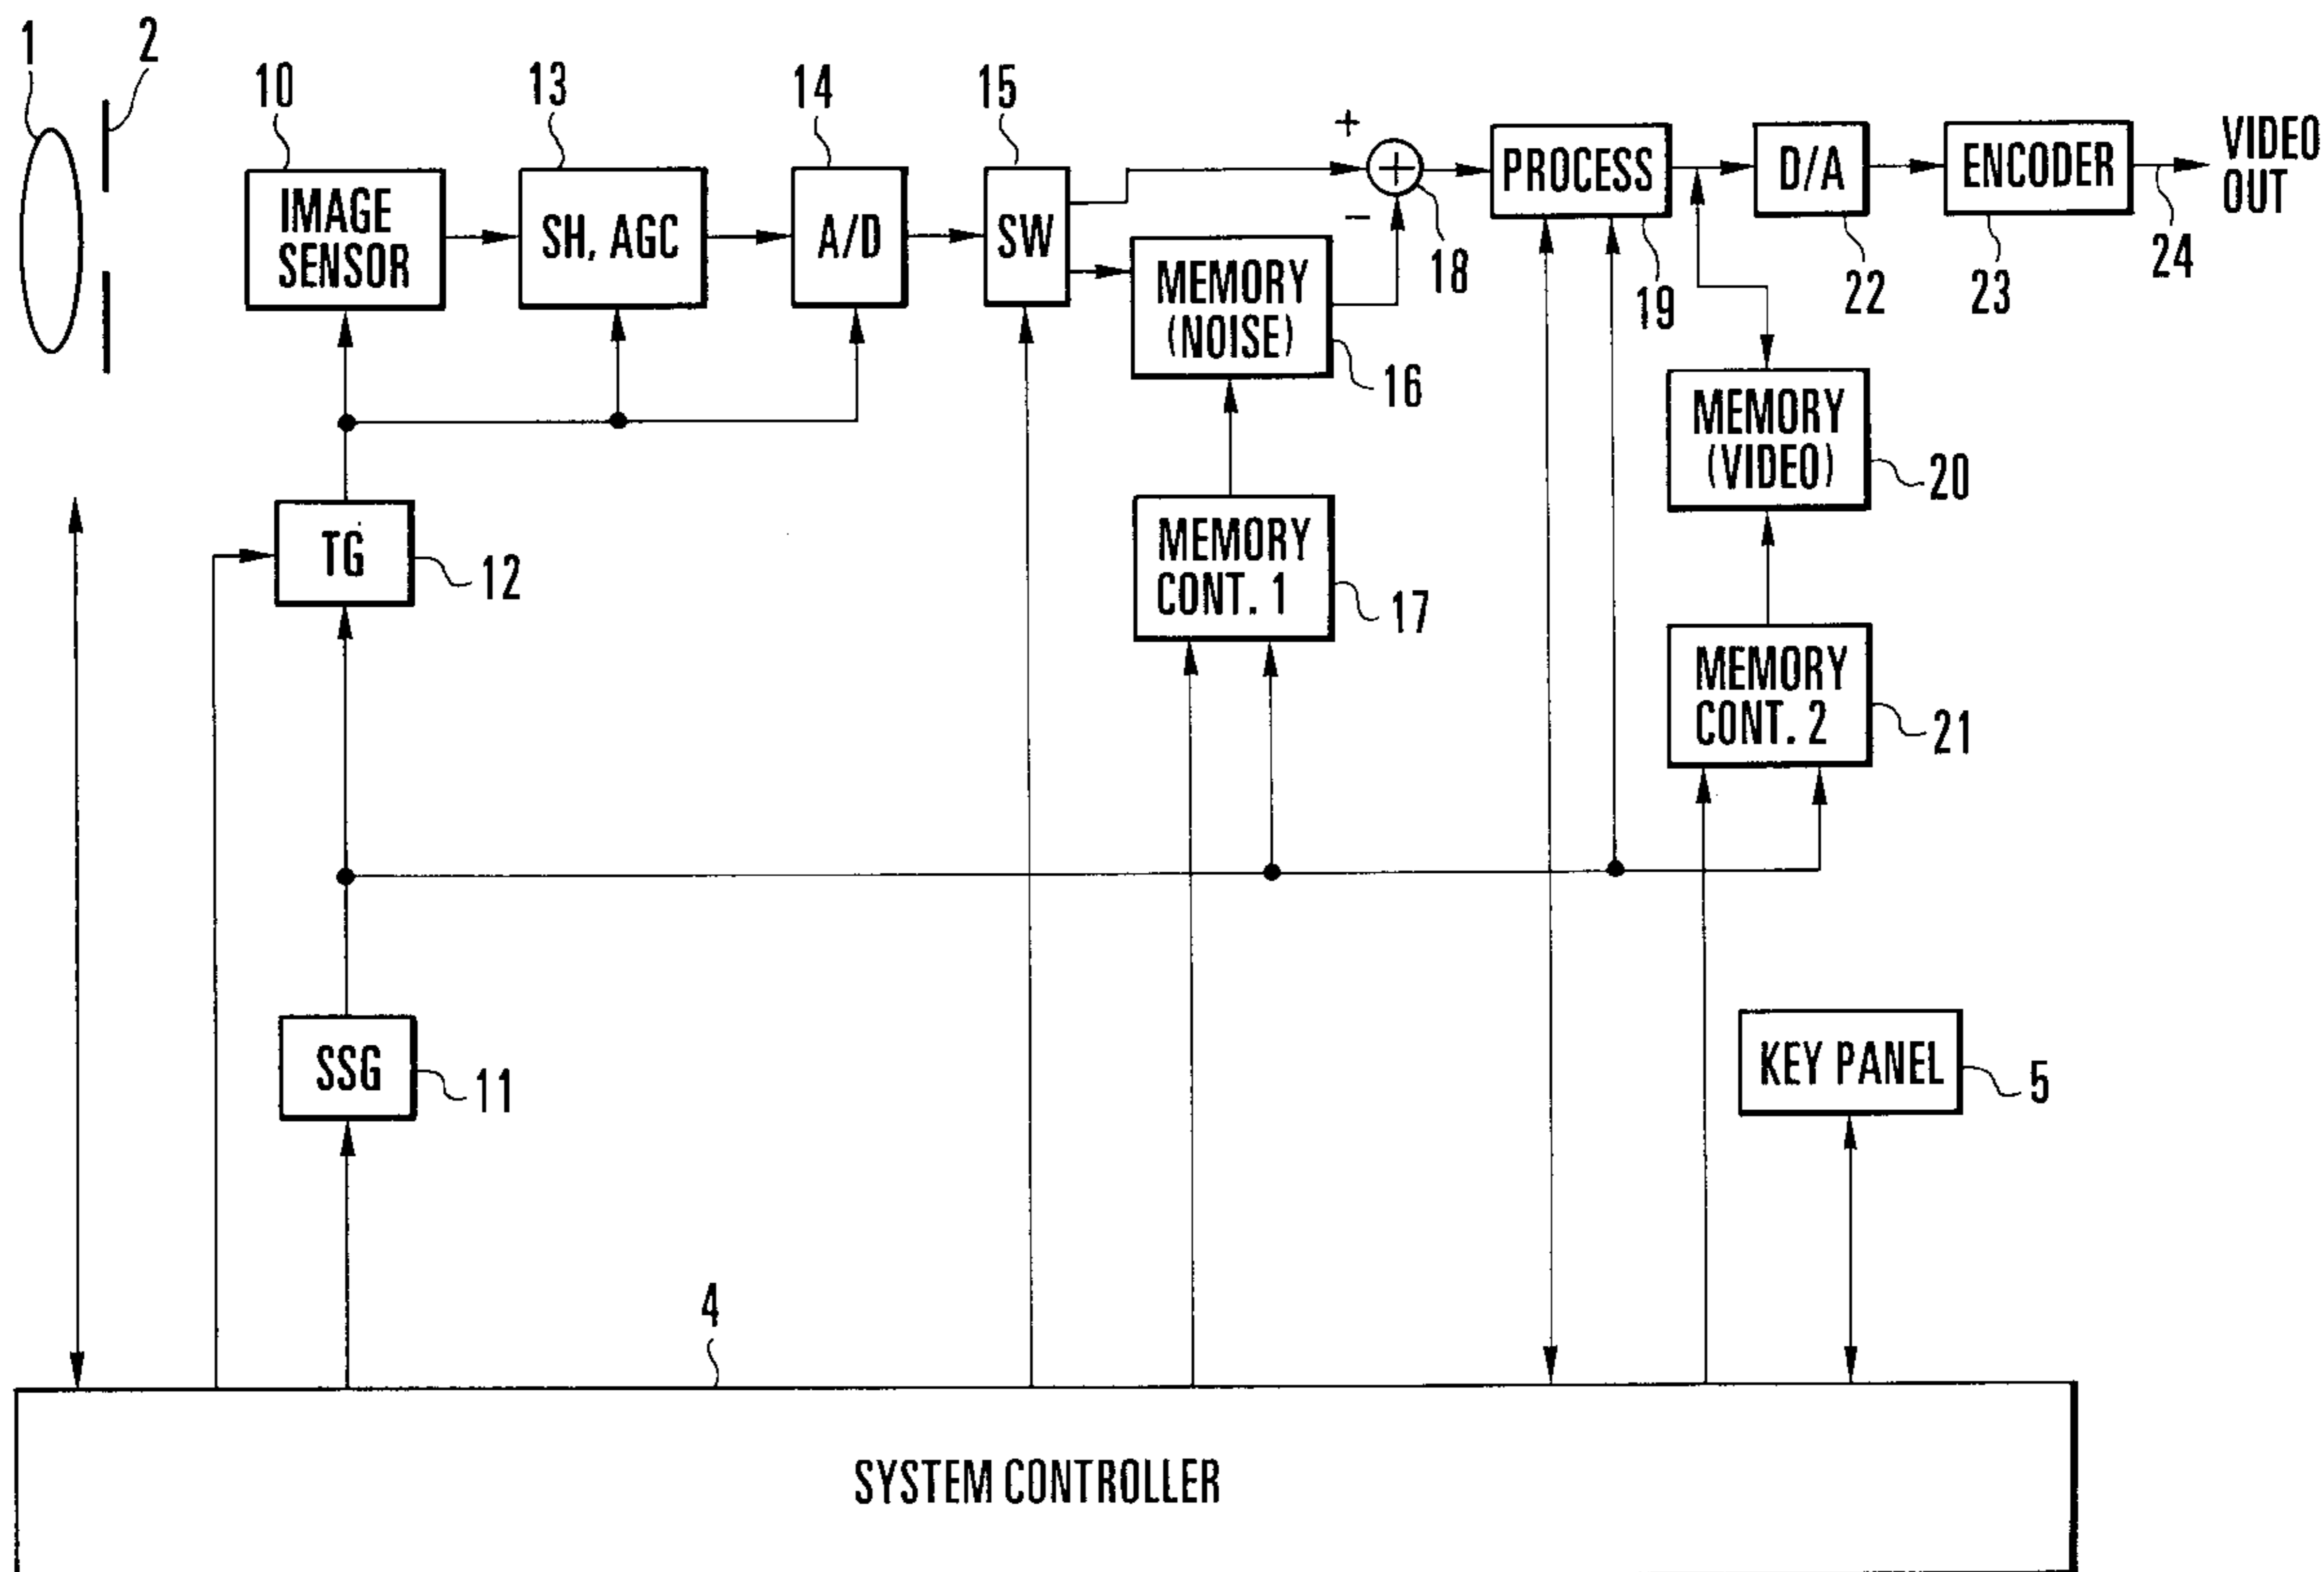 1
2
10
13
14
15
+
−
18
IMAGE
SENSOR
SH, AGC
A/D
SW
MEMORY
(NOISE)
16
PROCESS
19
D/A
22
ENCODER
23
24
VIDEO
OUT
MEMORY
(VIDEO)
20
TG
12
MEMORY
CONT. 1
17
MEMORY
CONT. 2
21
SSG
11
KEY PANEL
5
4
SYSTEM CONTROLLER